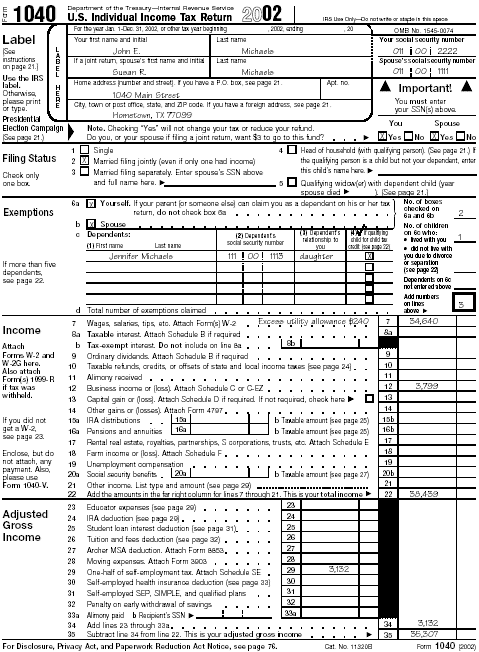 Form 1040
Department of the Treasury—Internal Revenue Service
U.S. Individual Income Tax Return 2002
IRS Use Only—Do not write or staple in this space
For the year Jan. 1-Dec. 31, 2002, or other tax year beginning , 2002, ending , 20
OMB No. 1545-0074
Label
(See instructions on page 21.)
Use the IRS label. Otherwise, please print or type.
LABEL HERE
Your first name and initial
Last name
Your social security number
John E. Michaels
011 00 2222
If a joint return, spouse's first name and initial
Last name
Spouse's social security number
Susan R. Michaels
011 00 1111
Home address (number and street). If you have a P.O. box, see page 21.
Apt. no.
1040 Main Street
City, town or post office, state, and ZIP code. If you have a foreign address, see page 21.
Hometown, TX 77099
Important!
You must enter your SSN(s) above.
Presidential Election Campaign
(See page 21.)
Note. Checking "Yes" will not change your tax or reduce your refund.
Do you, or your spouse if filing a joint return, want $3 to go to this fund?
You Spouse
X Yes No X Yes No
Filing Status
Check only one box.
1 Single
2 X Married filing jointly (even if only one had income)
3 Married filing separately. Enter spouse's SSN above and full name here.
4 Head of household (with qualifying person). (See page 21.) If the qualifying person is a child but not your dependent, enter this child's name here.
5 Qualifying widow(er) with dependent child (year spouse died ). (See page 21.)
Exemptions
6a X Yourself. If your parent (or someone else) can claim you as a dependent on his or her tax return, do not check box 6a
b X Spouse
c Dependents:
(1) First name Last name
(2) Dependent's social security number
(3) Dependent's relationship to you
(4) if qualifying child for child tax credit (see page 22)
Jennifer Michaels 111 00 1113 daughter X
If more than five dependents, see page 22.
d Total number of exemptions claimed
No. of boxes checked on 6a and 6b 2
No. of children on 6c who:
• lived with you 1
• did not live with you due to divorce or separation (see page 22)
Dependents on 6c not entered above
Add numbers on lines above 3
Income
Attach Forms W-2 and W-2G here. Also attach Form(s) 1099-R if tax was withheld.
If you did not get a W-2, see page 23.
Enclose, but do not attach, any payment. Also, please use Form 1040-V.
Excess utility allowance $240
7 Wages, salaries, tips, etc. Attach Form(s) W-2 7 34,640
8a Taxable interest. Attach Schedule B if required 8a
b Tax-exempt interest. Do not include on line 8a 8b
9 Ordinary dividends. Attach Schedule B if required 9
10 Taxable refunds, credits, or offsets of state and local income taxes (see page 24) 10
11 Alimony received 11
12 Business income or (loss). Attach Schedule C or C-EZ 12 3,799
13 Capital gain or (loss). Attach Schedule D if required. If not required, check here 13
14 Other gains or (losses). Attach Form 4797 14
15a IRA distributions 15a b Taxable amount (see page 25) 15b
16a Pensions and annuities 16a b Taxable amount (see page 25) 16b
17 Rental real estate, royalties, partnerships, S corporations, trusts, etc. Attach Schedule E 17
18 Farm income or (loss). Attach Schedule F 18
19 Unemployment compensation 19
20a Social security benefits 20a b Taxable amount (see page 27) 20b
21 Other income. List type and amount (see page 29) 21
22 Add the amounts in the far right column for lines 7 through 21. This is your total income 22 38,439
Adjusted Gross Income
23 Educator expenses (see page 29) 23
24 IRA deduction (see page 29) 24
25 Student loan interest deduction (see page 31) 25
26 Tuition and fees deduction (see page 32) 26
27 Archer MSA deduction. Attach Form 8853 27
28 Moving expenses. Attach Form 3903 28
29 One-half of self-employment tax. Attach Schedule SE 29 3,132
30 Self-employed health insurance deduction (see page 33) 30
31 Self-employed SEP, SIMPLE, and qualified plans 31
32 Penalty on early withdrawal of savings 32
33a Alimony paid b Recipient's SSN 33a
34 Add lines 23 through 33a 34 3,132
35 Subtract line 34 from line 22. This is your adjusted gross income 35 35,307
For Disclosure, Privacy Act, and Paperwork Reduction Act Notice, see page 76.
Cat. No. 11320B
Form 1040 (2002)